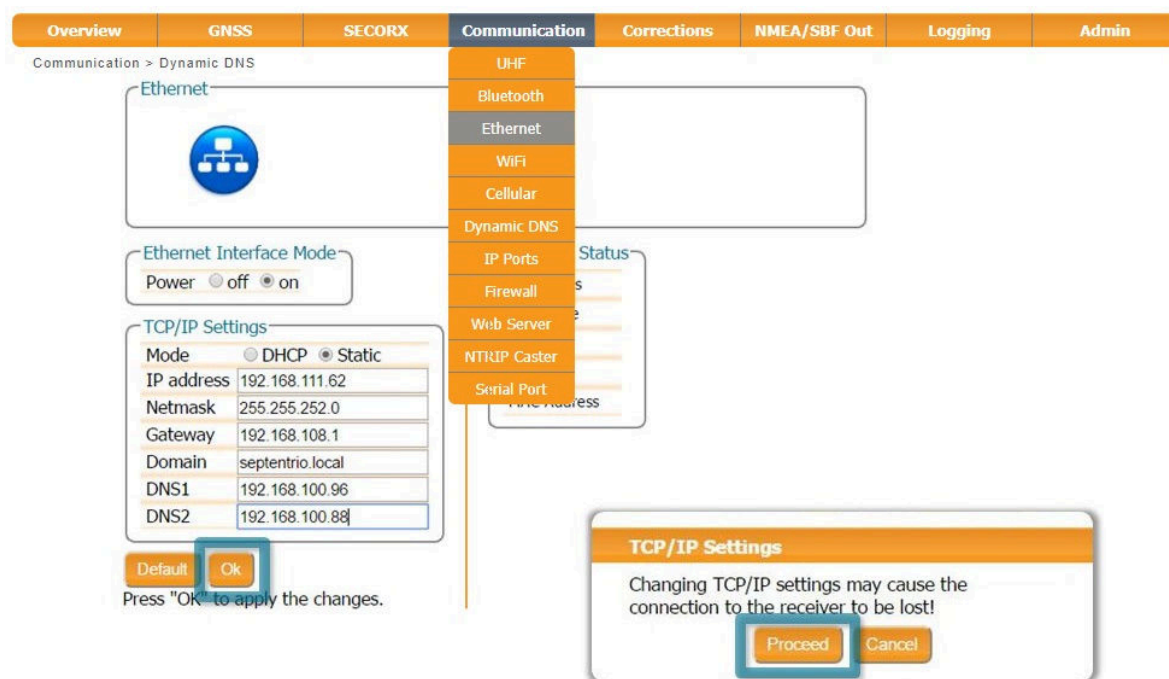 Overview GNSS SECORX Communication Corrections NMEA/SBF Out Logging Admin
Communication > Dynamic DNS
UHF
Bluetooth
Ethernet
WiFi
Cellular
Dynamic DNS
IP Ports
Firewall
Web Server
NTRIP Caster
Serial Port
Ethernet
Ethernet Interface Mode
Power off on
Status
s
e
MAC Address
TCP/IP Settings
Mode DHCP Static
IP address 192.168.111.62
Netmask 255.255.252.0
Gateway 192.168.108.1
Domain septentrio.local
DNS1 192.168.100.96
DNS2 192.168.100.88
Default Ok
Press "OK" to apply the changes.
TCP/IP Settings
Changing TCP/IP settings may cause the
connection to the receiver to be lost!
Proceed Cancel